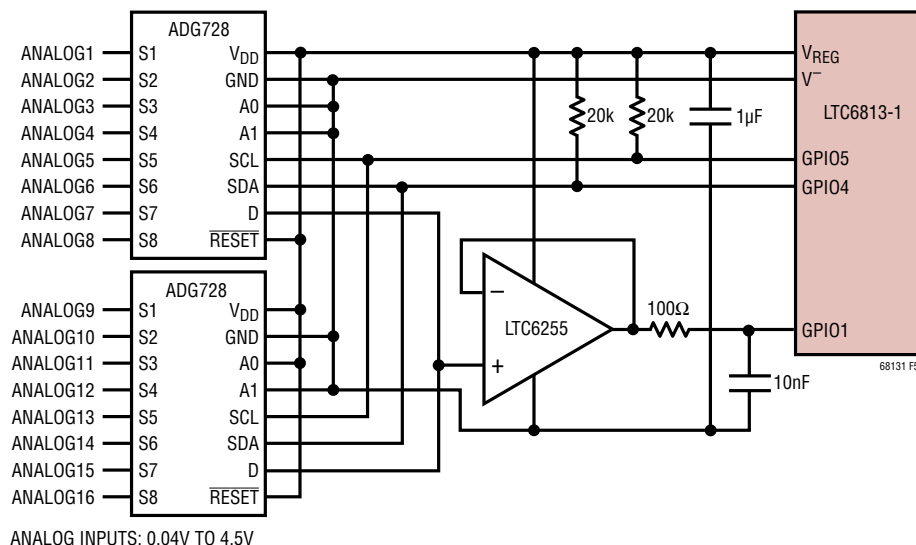 ADG728
ANALOG1 S1 VDD
ANALOG2 S2 GND
ANALOG3 S3 A0
ANALOG4 S4 A1
ANALOG5 S5 SCL
ANALOG6 S6 SDA
ANALOG7 S7 D
ANALOG8 S8 RESET
ADG728
ANALOG9 S1 VDD
ANALOG10 S2 GND
ANALOG11 S3 A0
ANALOG12 S4 A1
ANALOG13 S5 SCL
ANALOG14 S6 SDA
ANALOG15 S7 D
ANALOG16 S8 RESET
ANALOG INPUTS: 0.04V TO 4.5V
20k
20k
1µF
−
+
LTC6255
100Ω
10nF
VREG
V−
LTC6813-1
GPIO5
GPIO4
GPIO1